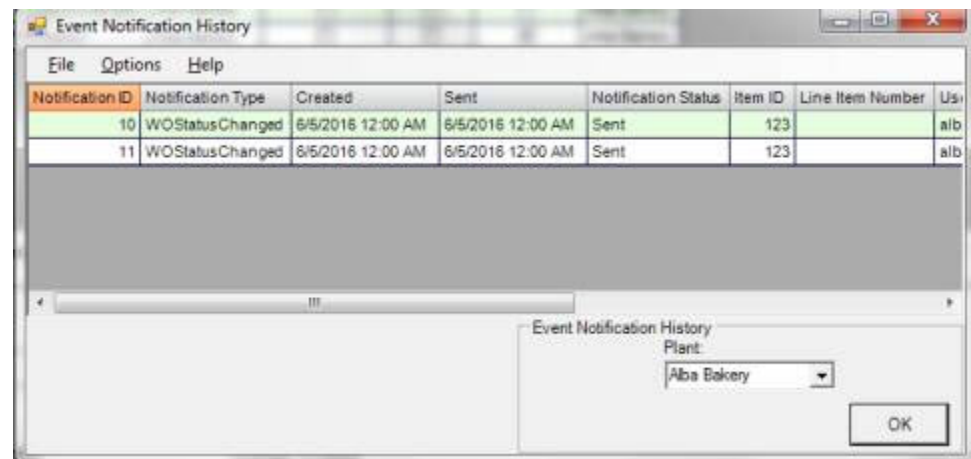 Event Notification History
File Options Help
Notification ID Notification Type Created Sent Notification Status Item ID Line Item Number Us
10 WOStatusChanged 6/5/2016 12:00 AM 6/5/2016 12:00 AM Sent 123 alb
11 WOStatusChanged 6/5/2016 12:00 AM 6/5/2016 12:00 AM Sent 123 alb
Event Notification History
Plant:
Alba Bakery
OK